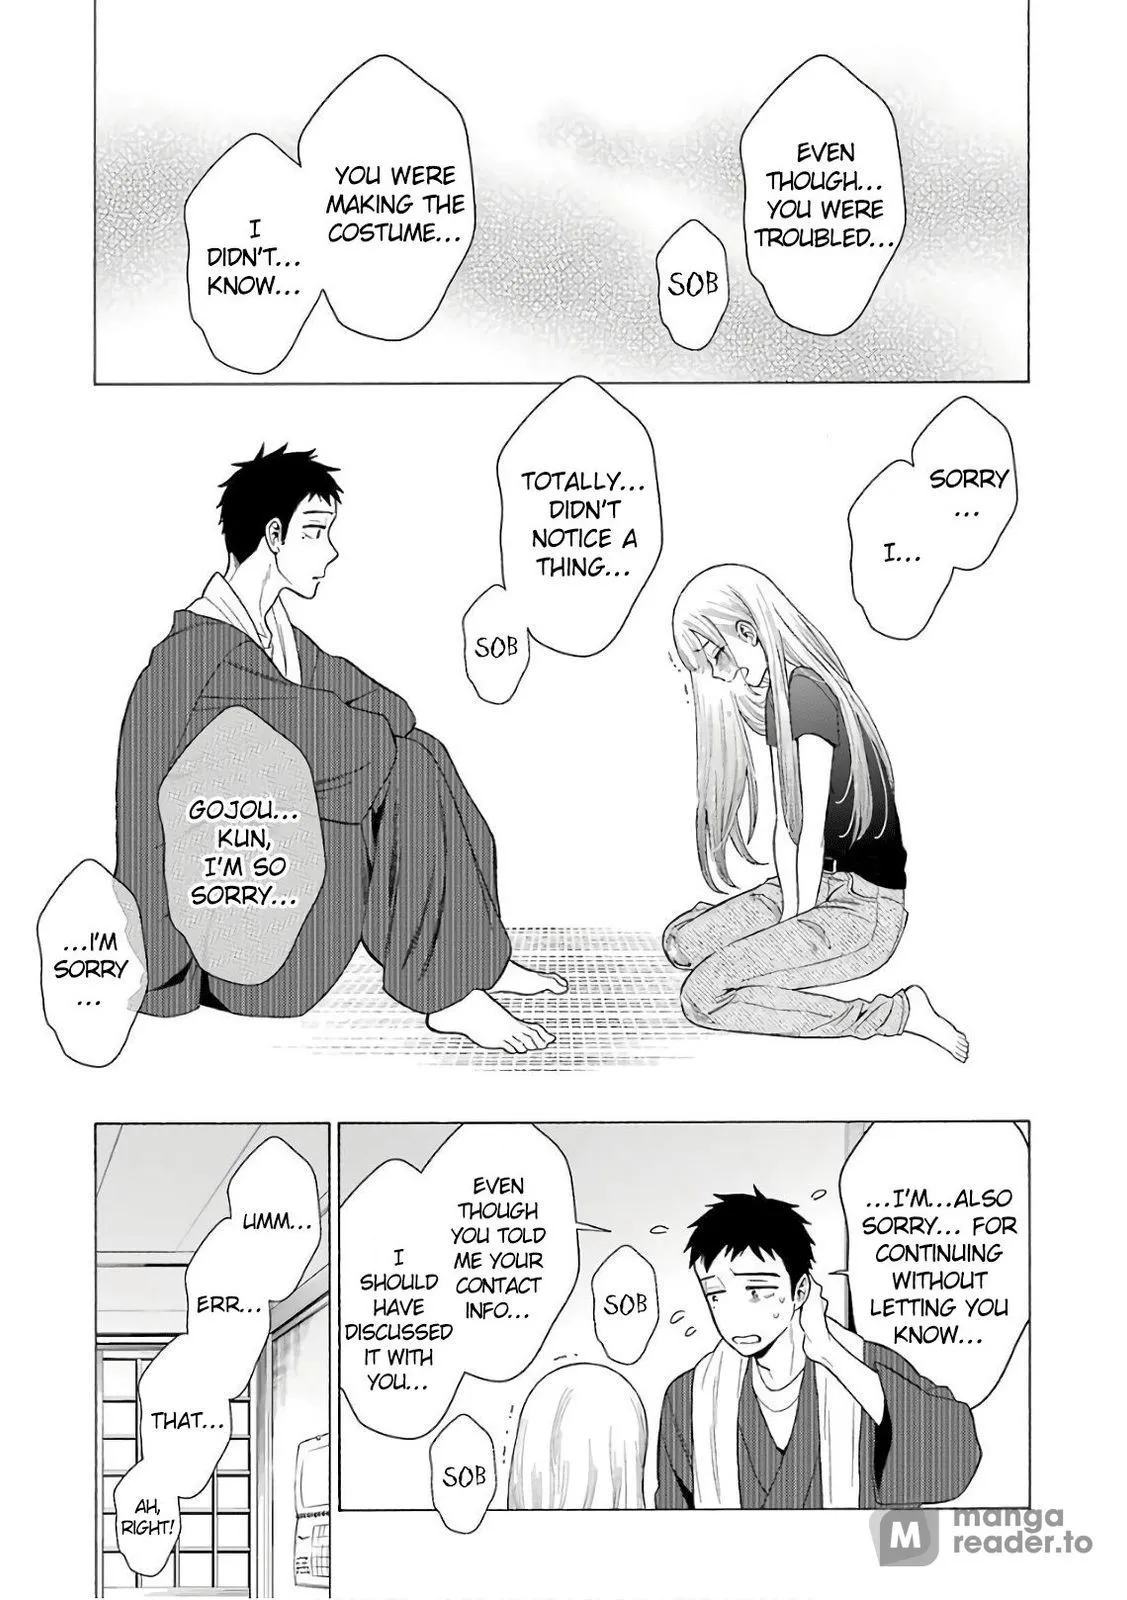 EVEN
THOUGH...
YOU WERE
TROUBLED...
SOB
YOU WERE
MAKING THE
COSTUME...
I
DIDN'T...
KNOW...
SORRY
...
I...
TOTALLY...
DIDN'T
NOTICE A
THING...
SOB
GOJOU...
KUN,
I'M SO
SORRY...
...I'M
SORRY
...
...I'M...ALSO
SORRY... FOR
CONTINUING
WITHOUT
LETTING YOU
KNOW...
SOB
EVEN
THOUGH
YOU TOLD
ME YOUR
CONTACT
INFO...
I
SHOULD
HAVE
DISCUSSED
IT WITH
YOU...
SOB
UMM...
ERR...
THAT...
AH,
RIGHT!
M manga
reader.to